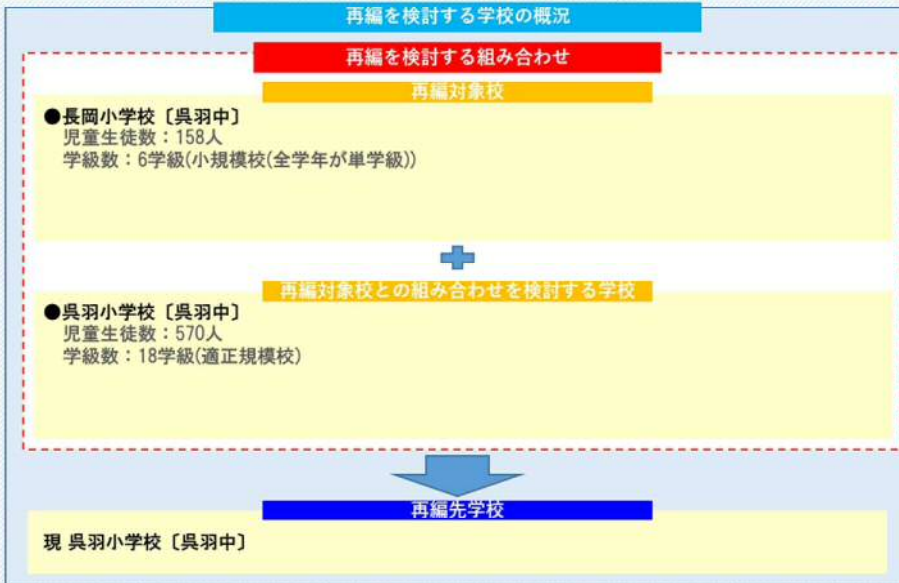 再編を検討する学校の概況
再編を検討する組み合わせ
再編対象校
●長岡小学校〔呉羽中〕
児童生徒数：158人
学級数：6学級(小規模校(全学年が単学級))
再編対象校との組み合わせを検討する学校
●呉羽小学校〔呉羽中〕
児童生徒数：570人
学級数：18学級(適正規模校)
再編先学校
現 呉羽小学校〔呉羽中〕